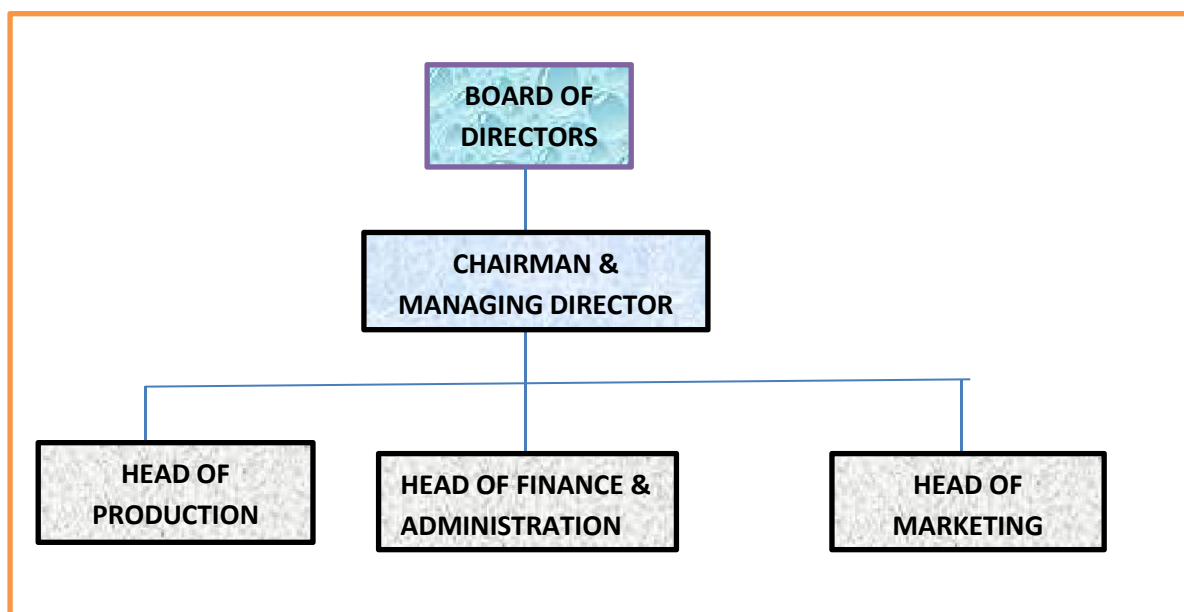 BOARD OF
DIRECTORS
CHAIRMAN &
MANAGING DIRECTOR
HEAD OF
PRODUCTION
HEAD OF FINANCE &
ADMINISTRATION
HEAD OF
MARKETING